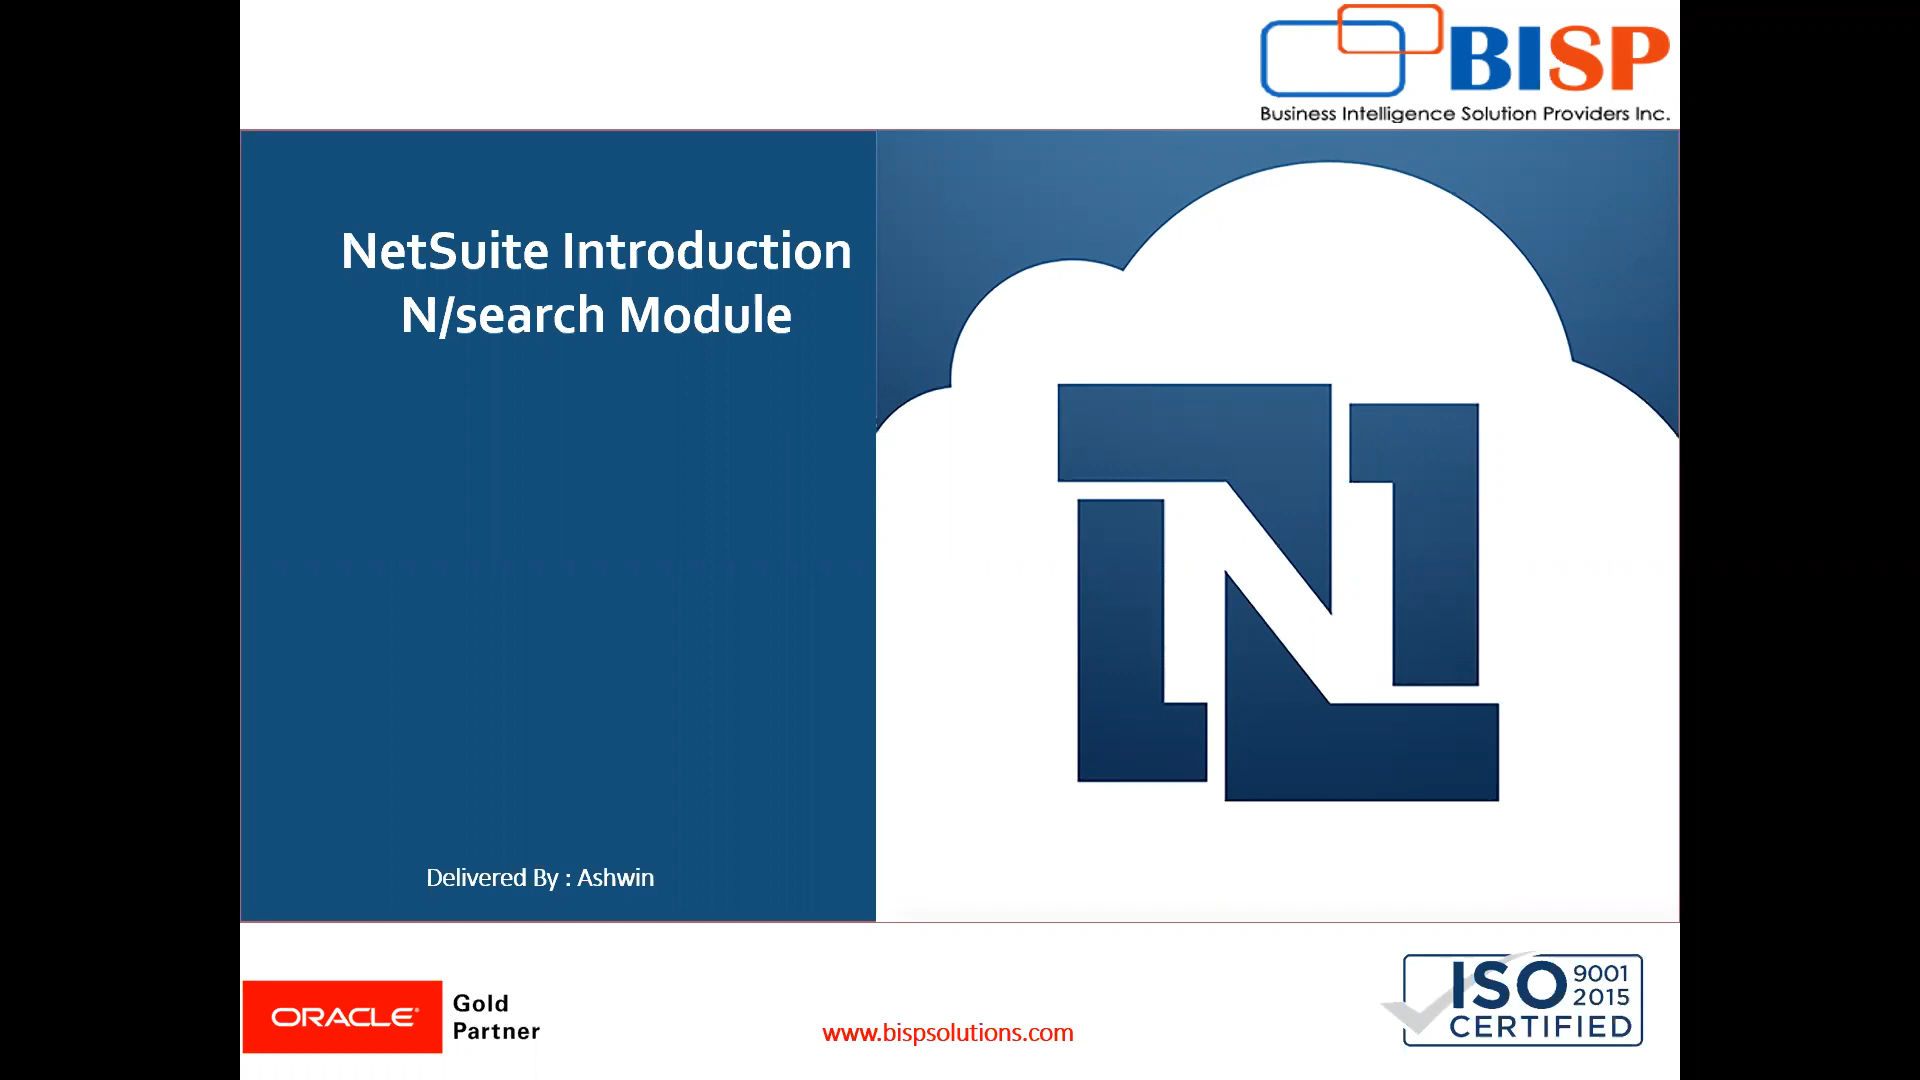 BISP
Business Intelligence Solution Providers Inc.
NetSuite Introduction
N/search Module
Delivered By : Ashwin
ORACLE®
Gold
Partner
www.bispsolutions.com
ISO 9001
2015
CERTIFIED